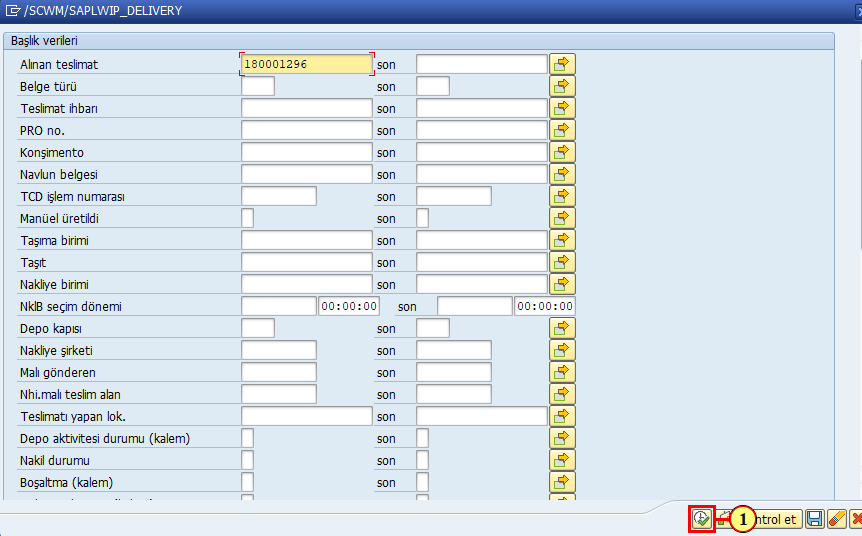 /SCWM/SAPLWIP_DELIVERY
Başlık verileri
Alınan teslimat 180001296 son
Belge türü son
Teslimat ihbarı son
PRO no. son
Konşimento son
Navlun belgesi son
TCD işlem numarası son
Manüel üretildi son
Taşıma birimi son
Taşıt son
Nakliye birimi son
NklB seçim dönemi 00:00:00 son 00:00:00
Depo kapısı son
Nakliye şirketi son
Malı gönderen son
Nhi.malı teslim alan son
Teslimatı yapan lok. son
Depo aktivitesi durumu (kalem) son
Nakil durumu son
Boşaltma (kalem) son
1 ntrol et